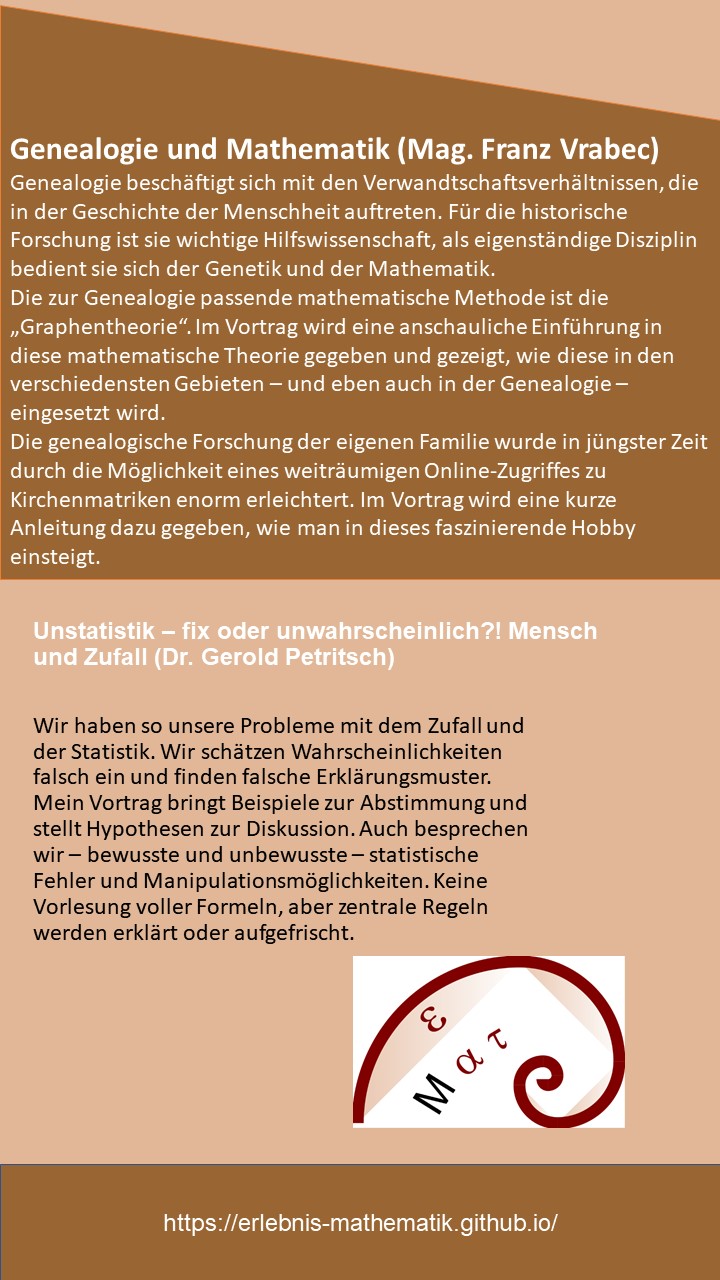 Genealogie und Mathematik (Mag. Franz Vrabec)
Genealogie beschäftigt sich mit den Verwandtschaftsverhältnissen, die
in der Geschichte der Menschheit auftreten. Für die historische
Forschung ist sie wichtige Hilfswissenschaft, als eigenständige Disziplin
bedient sie sich der Genetik und der Mathematik.
Die zur Genealogie passende mathematische Methode ist die
„Graphentheorie“. Im Vortrag wird eine anschauliche Einführung in
diese mathematische Theorie gegeben und gezeigt, wie diese in den
verschiedensten Gebieten – und eben auch in der Genealogie –
eingesetzt wird.
Die genealogische Forschung der eigenen Familie wurde in jüngster Zeit
durch die Möglichkeit eines weiträumigen Online-Zugriffes zu
Kirchenmatriken enorm erleichtert. Im Vortrag wird eine kurze
Anleitung dazu gegeben, wie man in dieses faszinierende Hobby
einsteigt.
Unstatistik – fix oder unwahrscheinlich?! Mensch
und Zufall (Dr. Gerold Petritsch)
Wir haben so unsere Probleme mit dem Zufall und
der Statistik. Wir schätzen Wahrscheinlichkeiten
falsch ein und finden falsche Erklärungsmuster.
Mein Vortrag bringt Beispiele zur Abstimmung und
stellt Hypothesen zur Diskussion. Auch besprechen
wir – bewusste und unbewusste – statistische
Fehler und Manipulationsmöglichkeiten. Keine
Vorlesung voller Formeln, aber zentrale Regeln
werden erklärt oder aufgefrischt.
ε
M α τ
https://erlebnis-mathematik.github.io/